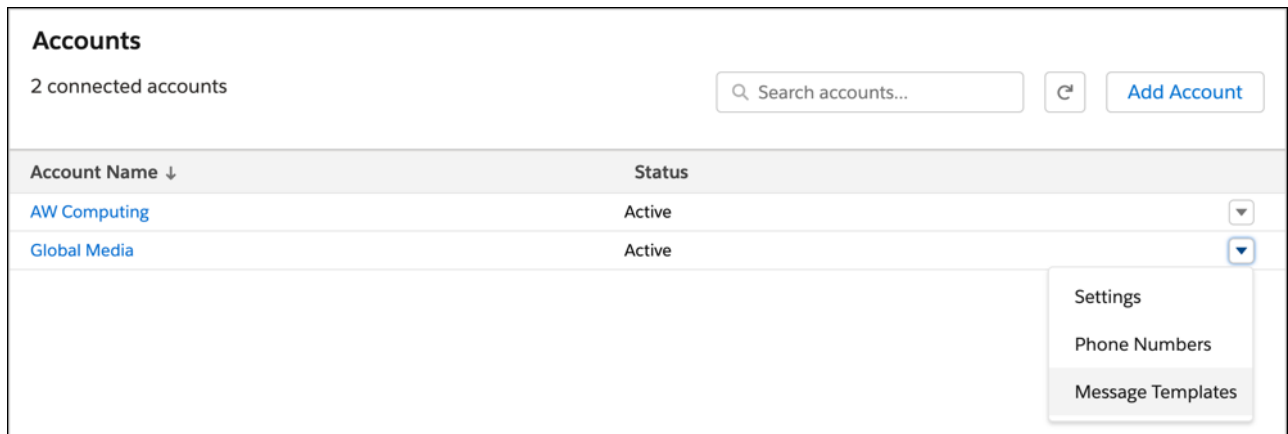 Accounts
2 connected accounts
Search accounts...
Add Account
Account Name ↓ Status
AW Computing Active
Global Media Active
Settings
Phone Numbers
Message Templates